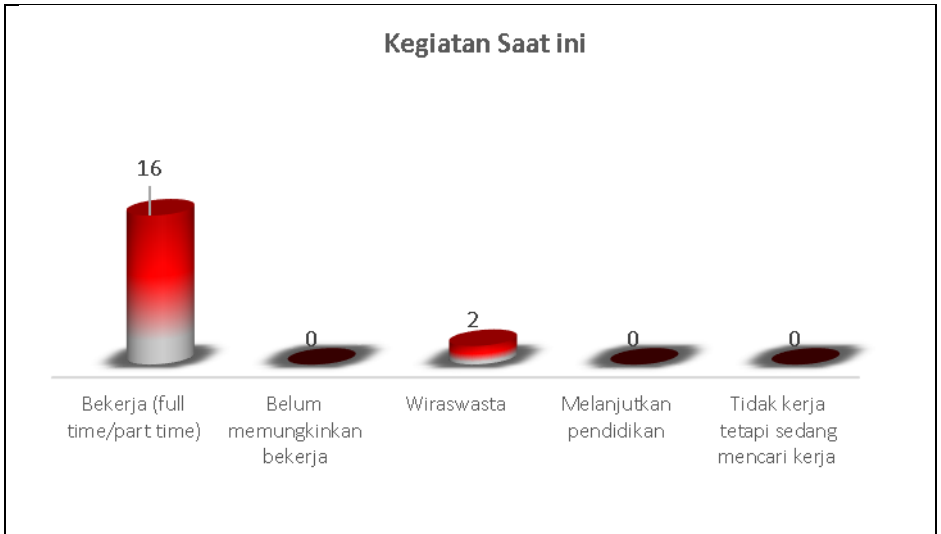 Kegiatan Saat ini
16
0
2
0
0
Bekerja (full
time/part time)
Belum
memungkinkan
bekerja
Wiraswasta
Melanjutkan
pendidikan
Tidak kerja
tetapi sedang
mencari kerja